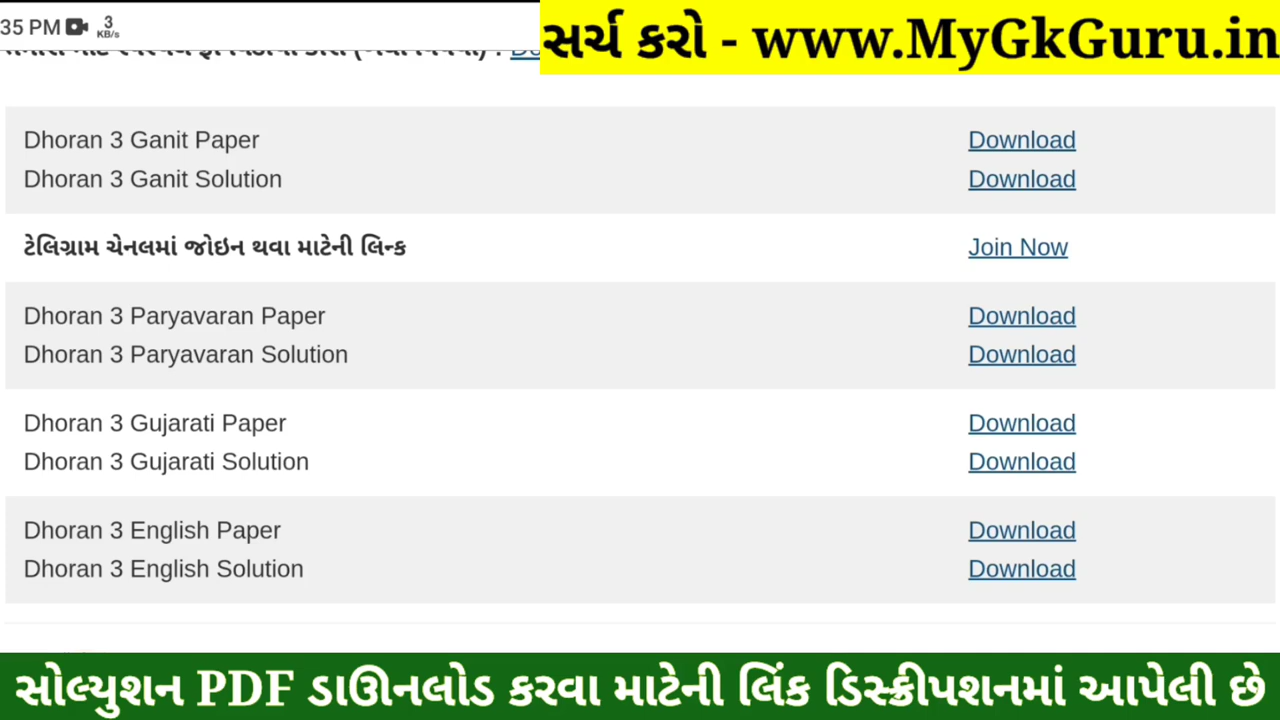 35 PM 3 KB/s
સર્ચ કરો - www.MyGkGuru.in
Dhoran 3 Ganit Paper Download
Dhoran 3 Ganit Solution Download
ટેલિગ્રામ ચેનલમાં જોઇન થવા માટેની લિન્ક Join Now
Dhoran 3 Paryavaran Paper Download
Dhoran 3 Paryavaran Solution Download
Dhoran 3 Gujarati Paper Download
Dhoran 3 Gujarati Solution Download
Dhoran 3 English Paper Download
Dhoran 3 English Solution Download
સોલ્યુશન PDF ડાઊનલોડ કરવા માટેની લિંક ડિસ્ક્રીપશનમાં આપેલી છે